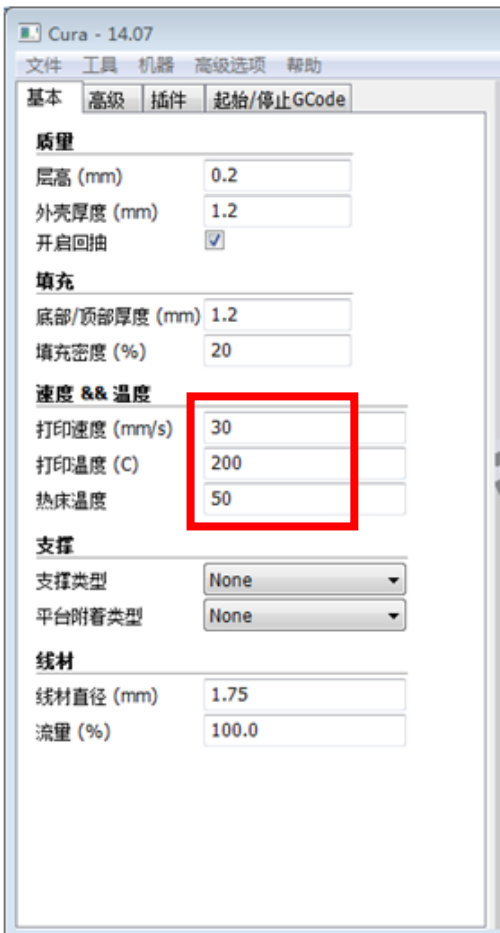 Cura - 14.07
文件 工具 机器 高级选项 帮助
基本 高级 插件 起始/停止GCode
质量
层高 (mm) 0.2
外壳厚度 (mm) 1.2
开启回抽
填充
底部/顶部厚度 (mm) 1.2
填充密度 (%) 20
速度 && 温度
打印速度 (mm/s) 30
打印温度 (C) 200
热床温度 50
支撑
支撑类型 None
平台附着类型 None
线材
线材直径 (mm) 1.75
流量 (%) 100.0